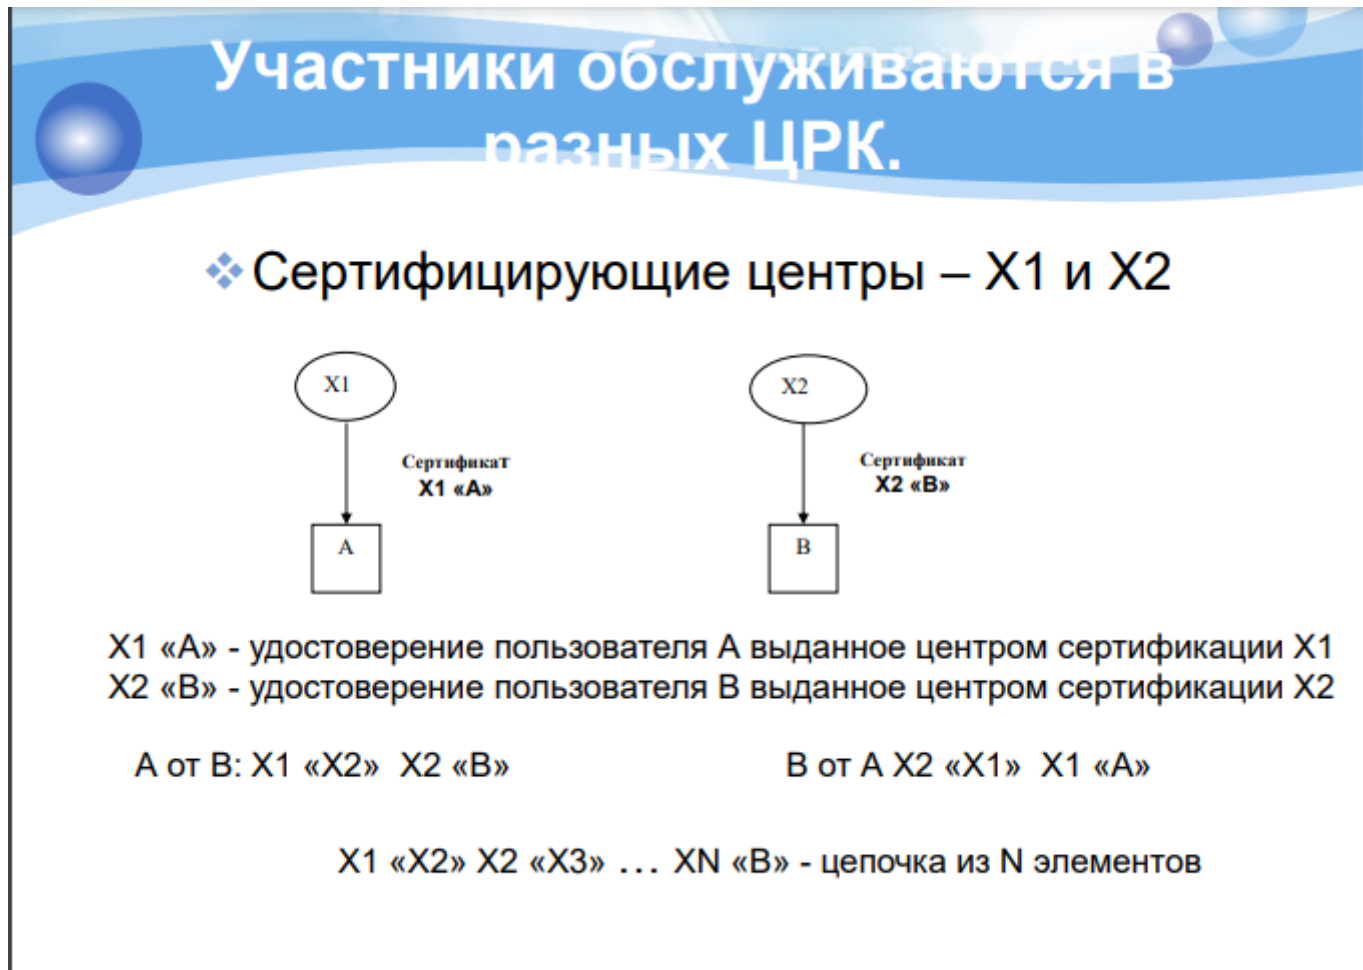 Участники обслуживаются в
разных ЦРК.
Сертифицирующие центры – X1 и X2
X1
X2
Сертификат
X1 «A»
Сертификат
X2 «B»
A
B
X1 «A» - удостоверение пользователя A выданное центром сертификации X1
X2 «B» - удостоверение пользователя B выданное центром сертификации X2
A от B: X1 «X2» X2 «B»
B от A X2 «X1» X1 «A»
X1 «X2» X2 «X3» … XN «B» - цепочка из N элементов